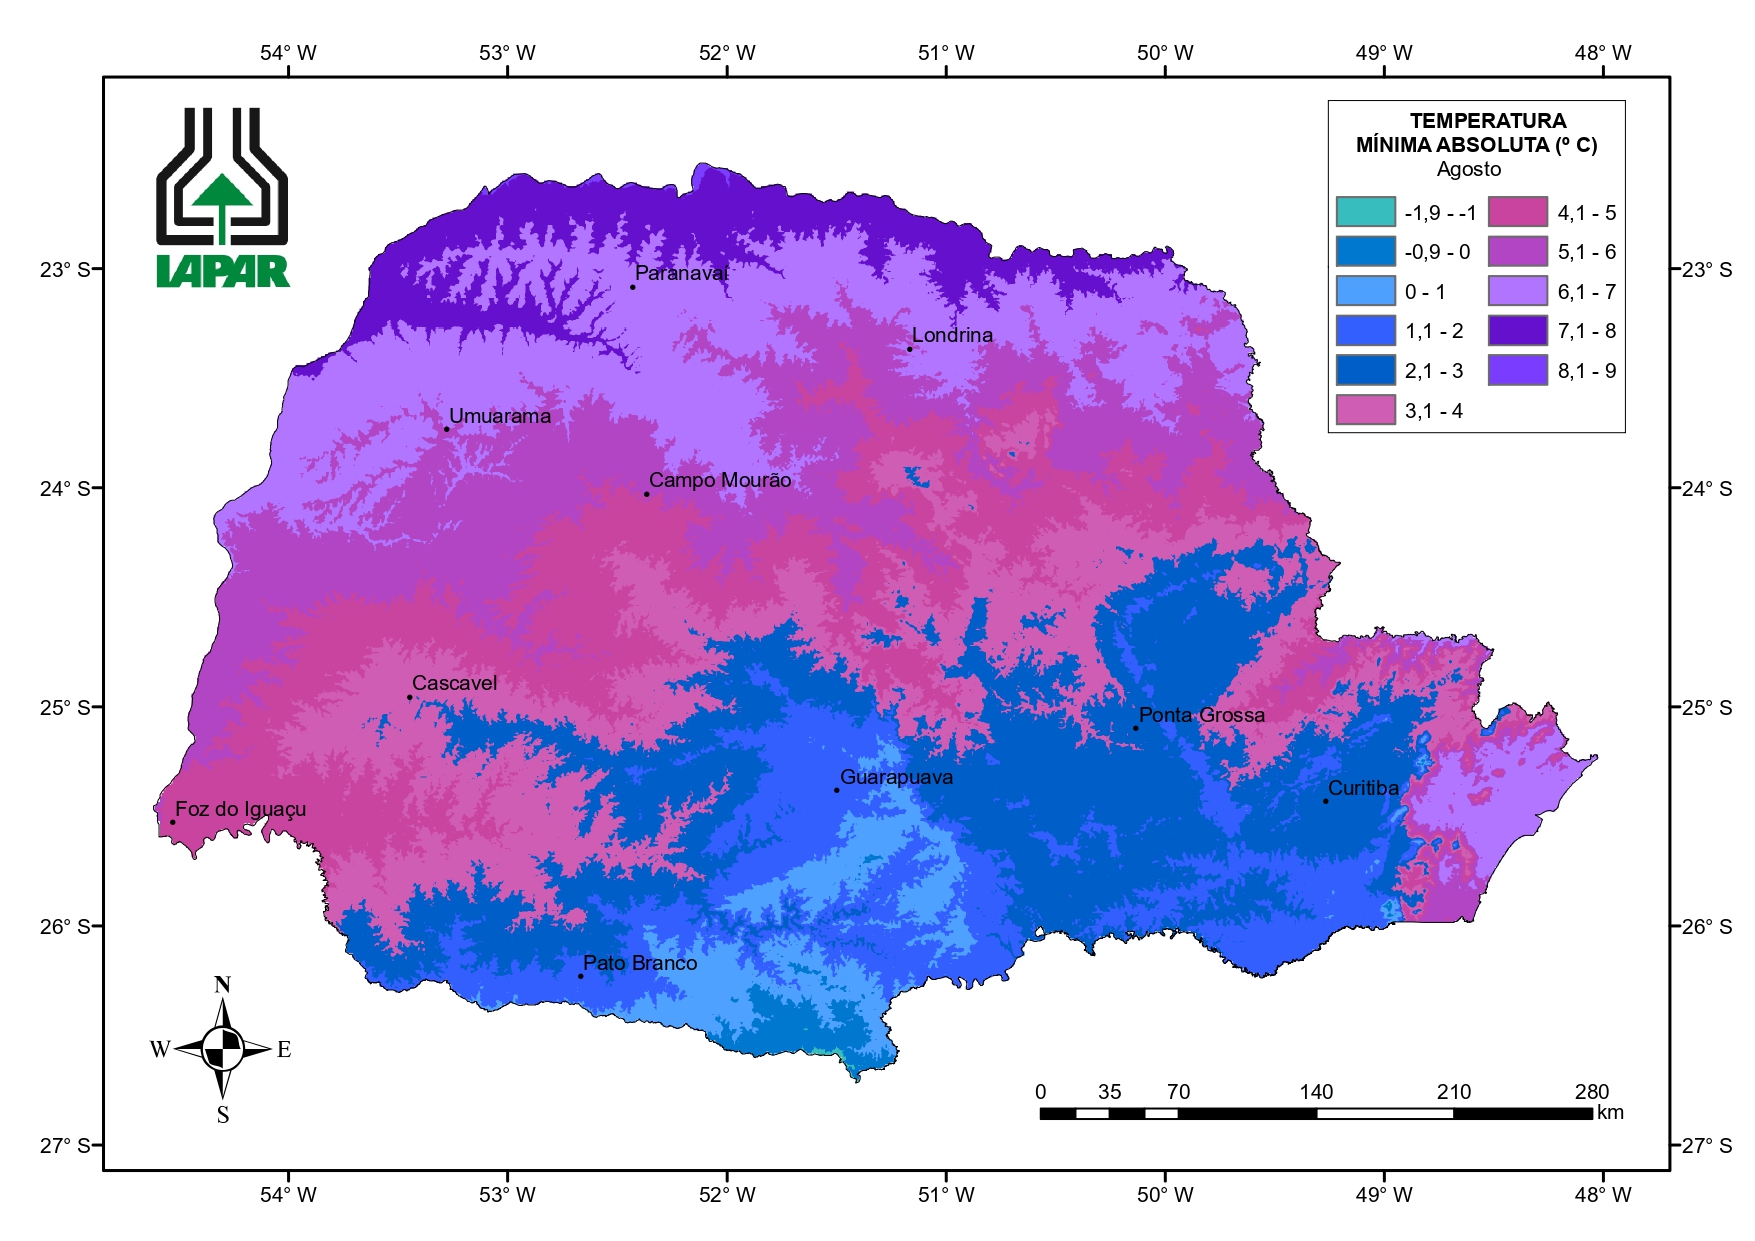 54° W 53° W 52° W 51° W 50° W 49° W 48° W
TEMPERATURA
MÍNIMA ABSOLUTA (º C)
Agosto
-1,9 - -1 4,1 - 5
-0,9 - 0 5,1 - 6
0 - 1 6,1 - 7
1,1 - 2 7,1 - 8
2,1 - 3 8,1 - 9
3,1 - 4
IAPAR
23° S 23° S
Paranavaí
Londrina
Umuarama
24° S 24° S
Campo Mourão
Cascavel
25° S 25° S
Ponta Grossa
Guarapuava
Curitiba
Foz do Iguaçu
26° S 26° S
Pato Branco
N
W E
S
0 35 70 140 210 280
km
27° S 27° S
54° W 53° W 52° W 51° W 50° W 49° W 48° W